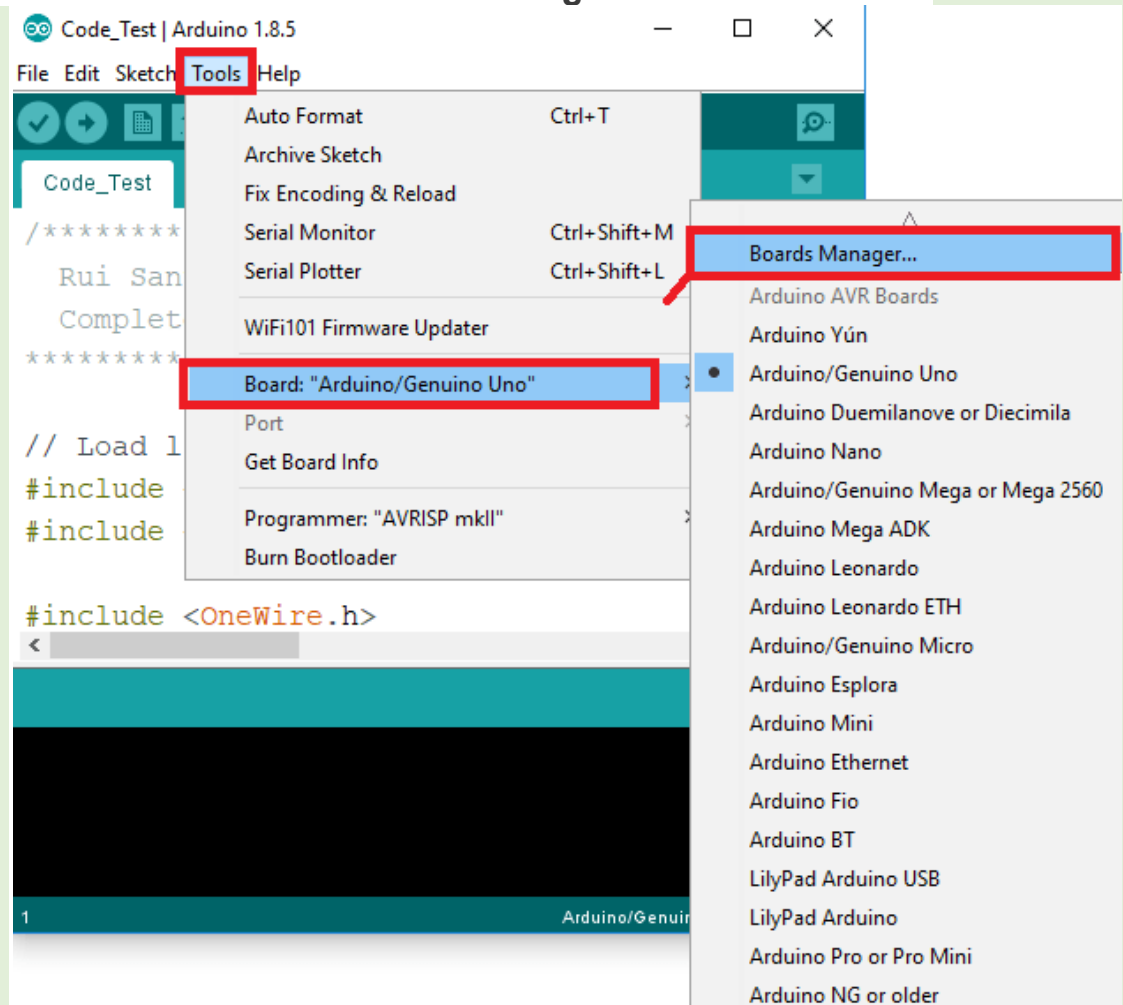 Code_Test | Arduino 1.8.5
File Edit Sketch Tools Help
Auto Format Ctrl+T
Archive Sketch
Fix Encoding & Reload
Serial Monitor Ctrl+Shift+M
Serial Plotter Ctrl+Shift+L
WiFi101 Firmware Updater
Board: "Arduino/Genuino Uno"
Port
Get Board Info
Programmer: "AVRISP mkII"
Burn Bootloader
Code_Test
/********
Rui San
Complet
*********
// Load l
#include
#include
#include <OneWire.h>
1 Arduino/Genuin
Boards Manager...
Arduino AVR Boards
Arduino Yún
Arduino/Genuino Uno
Arduino Duemilanove or Diecimila
Arduino Nano
Arduino/Genuino Mega or Mega 2560
Arduino Mega ADK
Arduino Leonardo
Arduino Leonardo ETH
Arduino/Genuino Micro
Arduino Esplora
Arduino Mini
Arduino Ethernet
Arduino Fio
Arduino BT
LilyPad Arduino USB
LilyPad Arduino
Arduino Pro or Pro Mini
Arduino NG or older